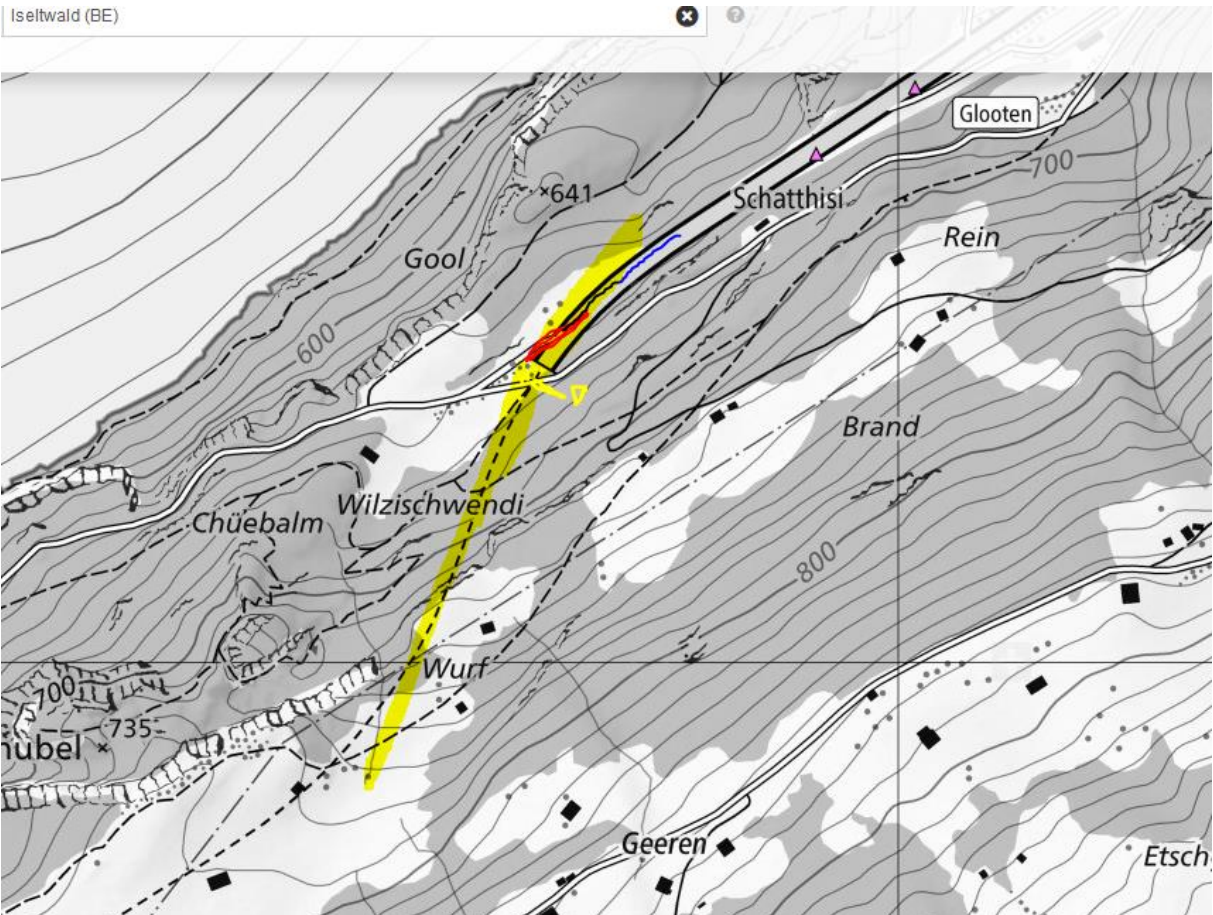 Iseltwald (BE)
Glooten
700
Schatthisi
641
Rein
Gool
600
Brand
Wilzischwendi
Chüebalm
800
Wurf
700
735
hubel
Geeren
Etsch